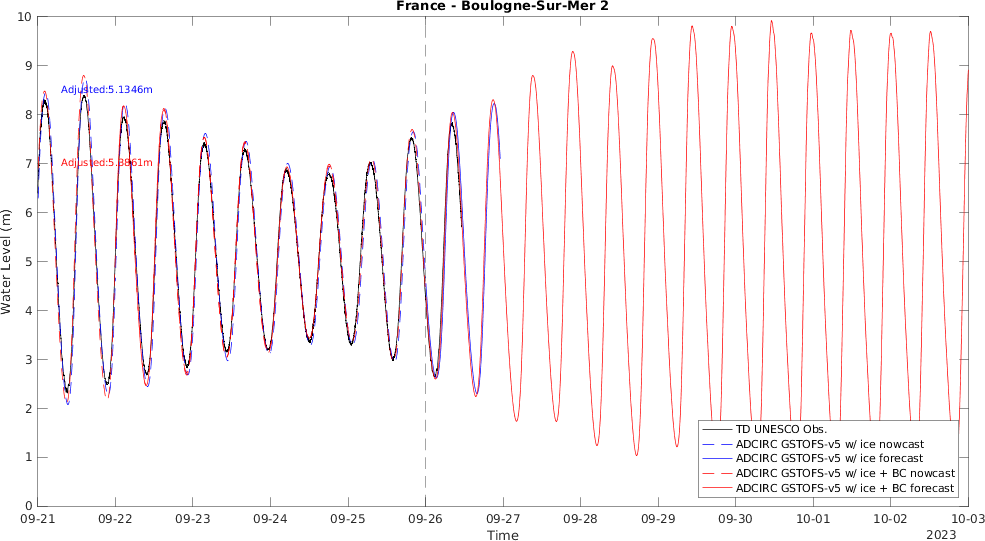 France - Boulogne-Sur-Mer 2
10
9
8
7
6
5
4
3
2
1
0
Water Level (m)
Adjusted:5.1346m
Adjusted:5.3861m
TD UNESCO Obs.
ADCIRC GSTOFS-v5 w/ ice nowcast
ADCIRC GSTOFS-v5 w/ ice forecast
ADCIRC GSTOFS-v5 w/ ice + BC nowcast
ADCIRC GSTOFS-v5 w/ ice + BC forecast
09-21 09-22 09-23 09-24 09-25 09-26 09-27 09-28 09-29 09-30 10-01 10-02 10-03
Time
2023